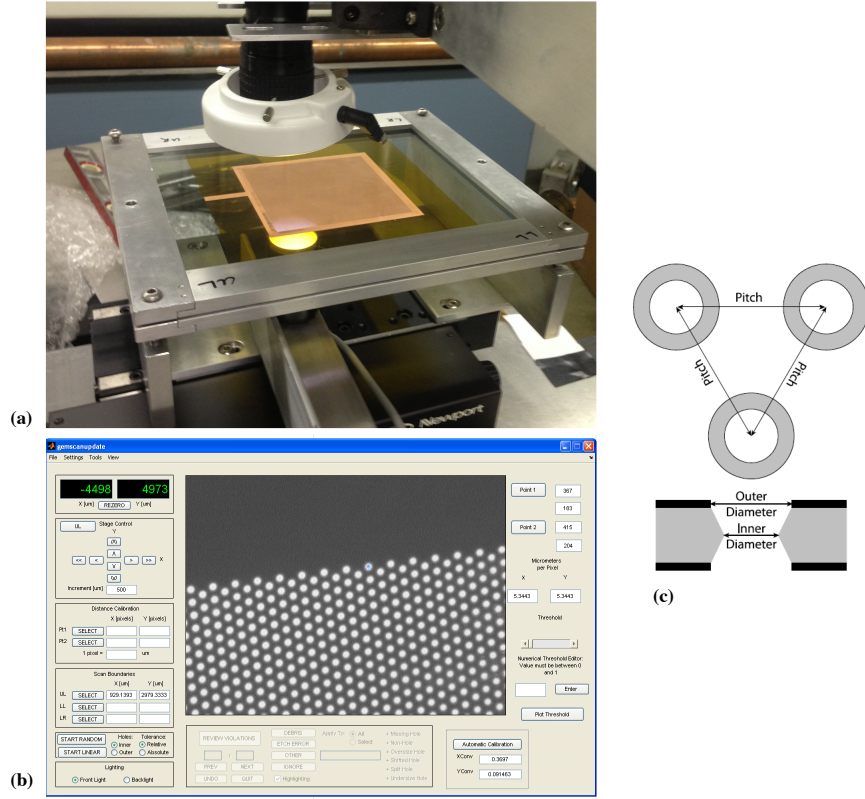 LL
Newport
(a)
Pitch
Pitch
Pitch
Outer
Diameter
Inner
Diameter
(c)
gemscanupdate
File Settings Tools View
-4498 4973
X [um] REZERO Y [um]
UL Stage Control
Y
<< < > >> X
Increment [um] 500
Distance Calibration
X [pixels] Y [pixels]
Pt1 SELECT
Pt2 SELECT
1 pixel = um
Scan Boundaries
X [um] Y [um]
UL SELECT 929.1393 2979.3333
LL SELECT
LR SELECT
START RANDOM Holes: Tolerance:
START LINEAR Inner Relative
Outer Absolute
Lighting
Front Light Backlight
Point 1 367
183
Point 2 415
204
Micrometers
per Pixel
X Y
5.3443 5.3443
Threshold
Numerical Threshold Editor:
Value must be between 0
and 1
Enter
Plot Threshold
REVIEW VIOLATIONS
PREV NEXT
UNDO QUIT
DEBRIS
ETCH ERROR
OTHER
IGNORE
Highlighting
Apply To: All
Select
+ Missing Hole
+ Non-Hole
+ Oversize Hole
+ Shifted Hole
+ Split Hole
+ Undersize Hole
Automatic Calibration
XConv 0.3697
YConv 0.091463
(b)